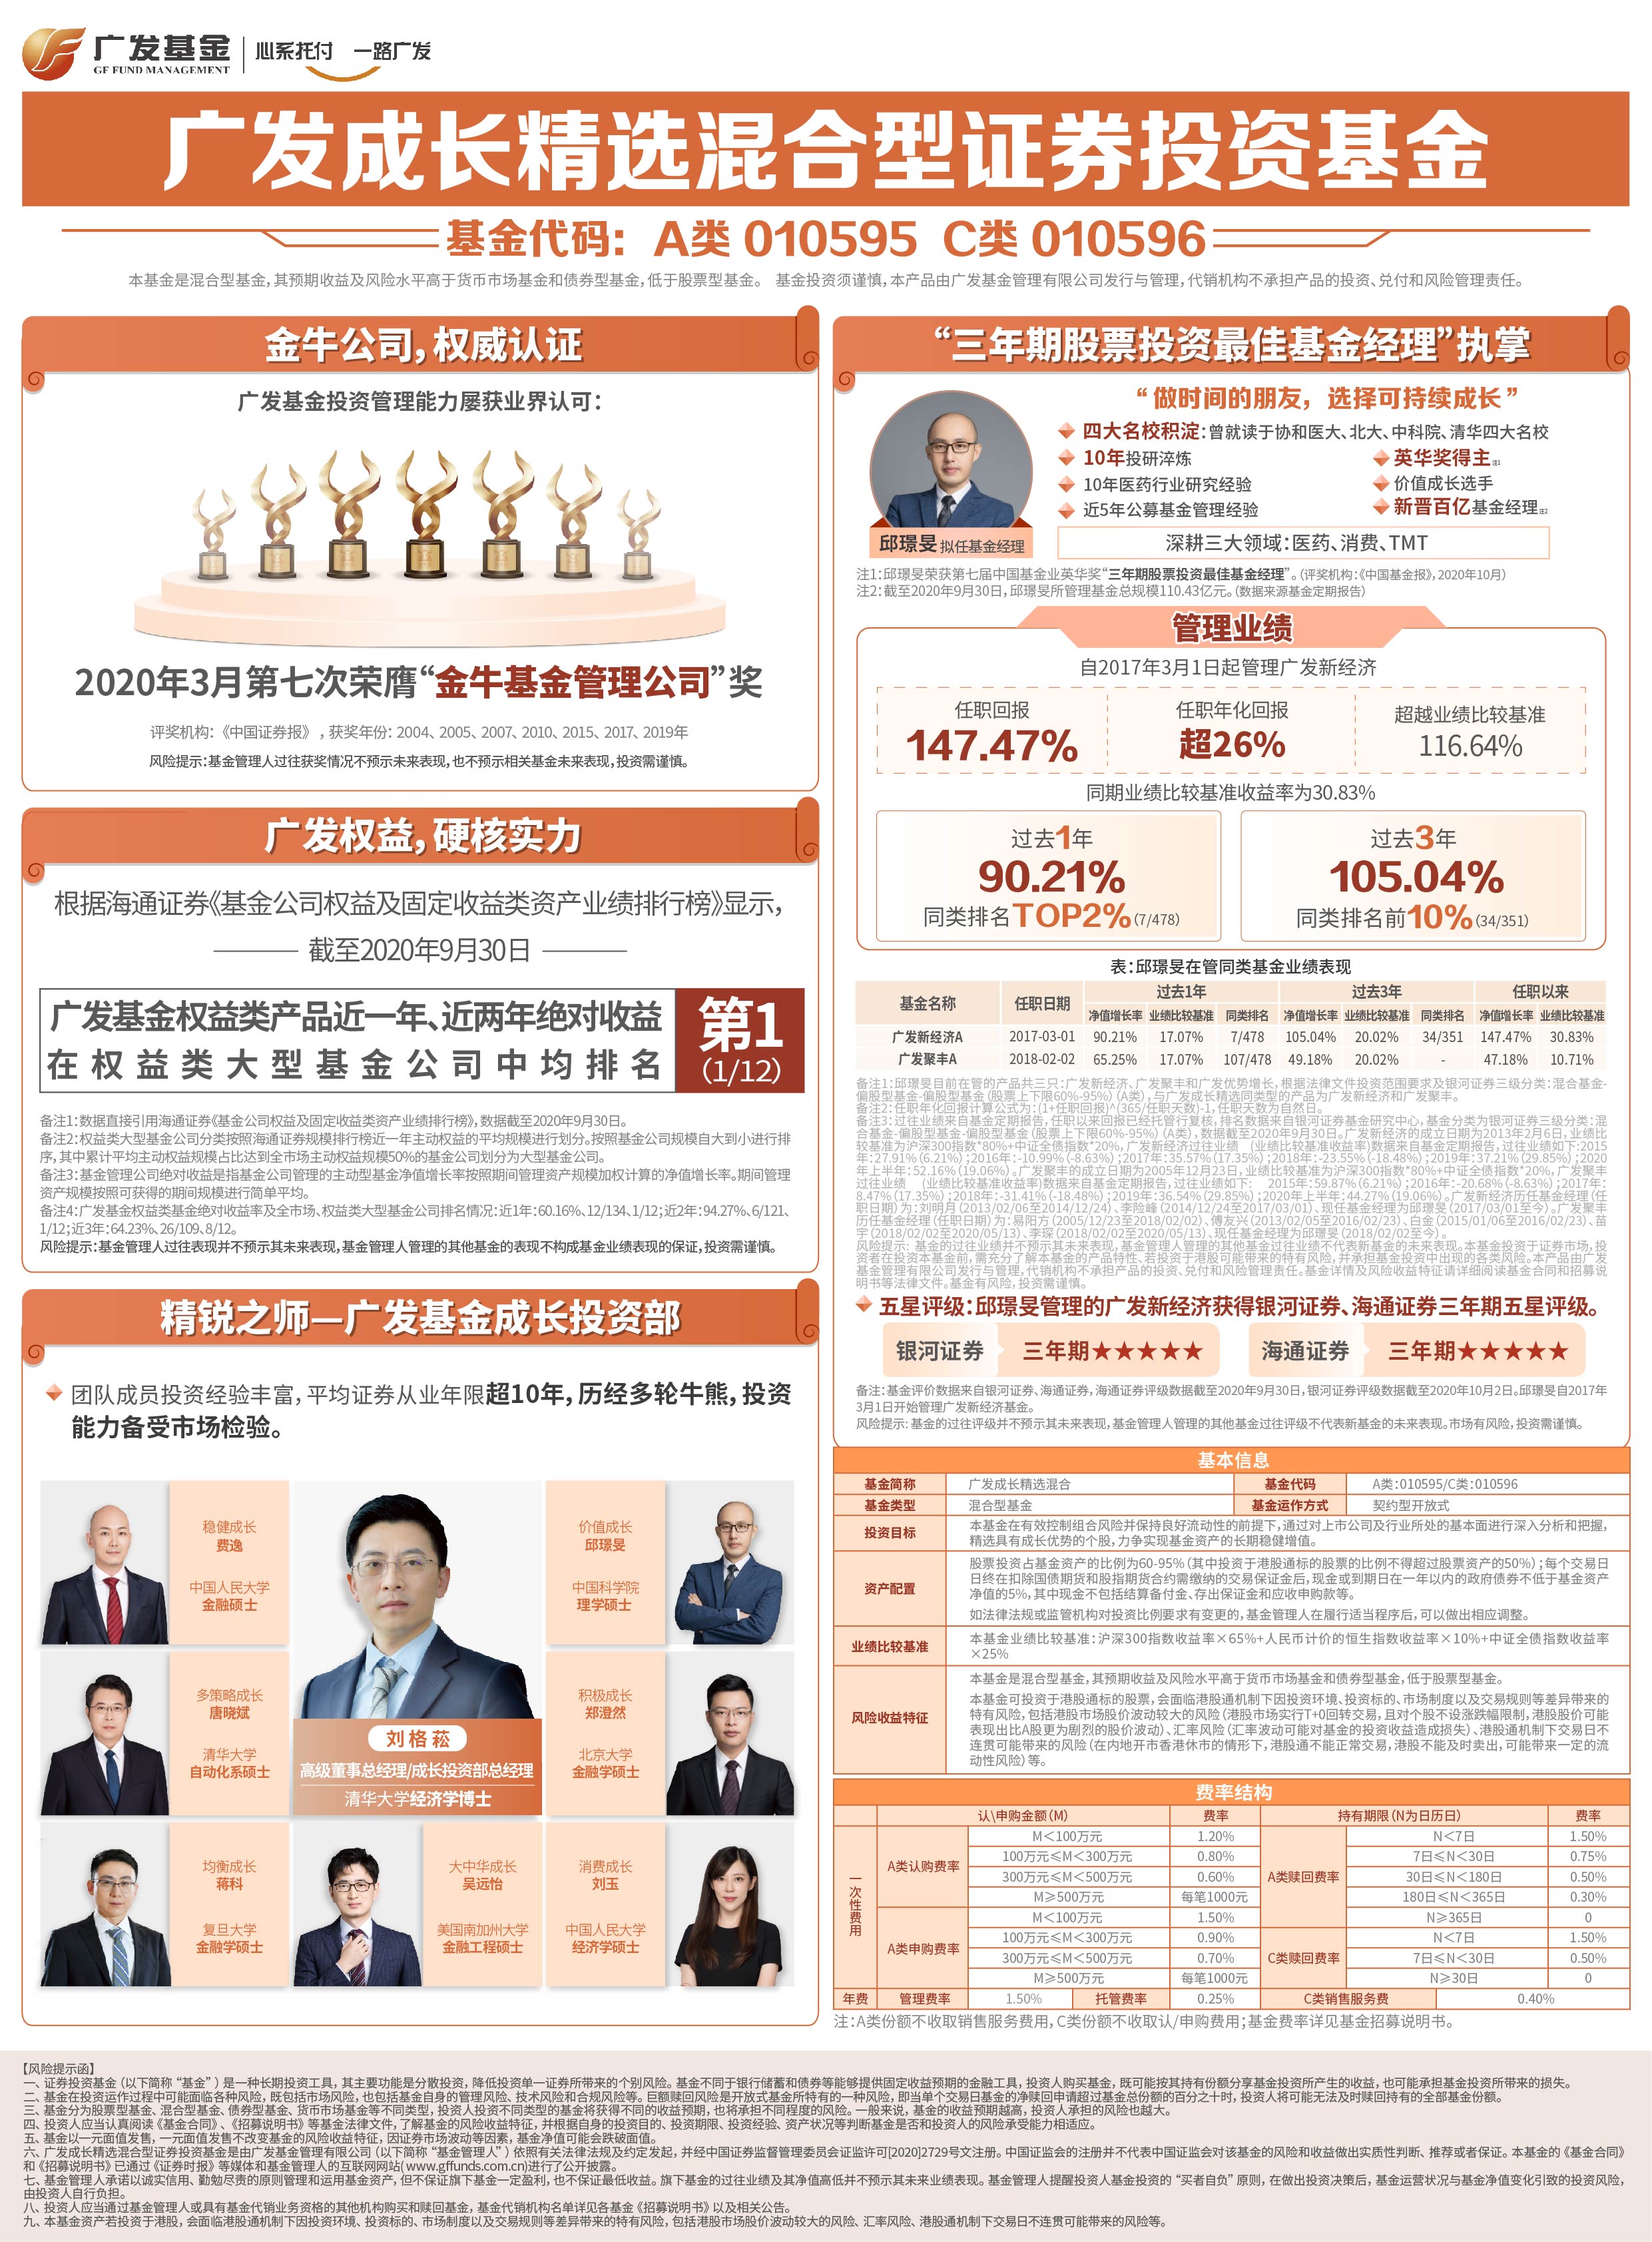 广发基金
GF FUND MANAGEMENT
心系托付 一路广发
广发成长精选混合型证券投资基金
基金代码：A类 010595 C类 010596
本基金是混合型基金，其预期收益及风险水平高于货币市场基金和债券型基金，低于股票型基金。 基金投资须谨慎，本产品由广发基金管理有限公司发行与管理，代销机构不承担产品的投资、兑付和风险管理责任。
金牛公司，权威认证
广发基金投资管理能力屡获业界认可：
2020年3月第七次荣膺“金牛基金管理公司”奖
评奖机构：《中国证券报》，获奖年份：2004、2005、2007、2010、2015、2017、2019年
风险提示：基金管理人过往获奖情况不预示未来表现，也不预示相关基金未来表现，投资需谨慎。
广发权益，硬核实力
根据海通证券《基金公司权益及固定收益类资产业绩排行榜》显示，
截至2020年9月30日
广发基金权益类产品近一年、近两年绝对收益
在权益类大型基金公司中均排名
第1
(1/12)
备注1：数据直接引用海通证券《基金公司权益及固定收益类资产业绩排行榜》，数据截至2020年9月30日。
备注2：权益类大型基金公司分类按照海通证券规模排行榜近一年主动权益的平均规模进行划分。按照基金公司规模自大到小进行排
序，其中累计平均主动权益规模占比达到全市场主动权益规模50%的基金公司划分为大型基金公司。
备注3：基金管理公司绝对收益是指基金公司管理的主动型基金净值增长率按照期间管理资产规模加权计算的净值增长率。期间管理
资产规模按照可获得的期间规模进行简单平均。
备注4：广发基金权益类基金绝对收益率及全市场、权益类大型基金公司排名情况：近1年：60.16%，12/134、1/12；近2年：94.27%，6/121、
1/12；近3年：64.23%、26/109、8/12。
风险提示：基金管理人过往表现并不预示其未来表现，基金管理人管理的其他基金的表现不构成基金业绩表现的保证，投资需谨慎。
精锐之师—广发基金成长投资部
团队成员投资经验丰富，平均证券从业年限超10年，历经多轮牛熊，投资
能力备受市场检验。
稳健成长
费逸
中国人民大学
金融硕士
价值成长
邱璟旻
中国科学院
理学硕士
多策略成长
唐晓斌
清华大学
自动化系硕士
刘格菘
高级董事总经理/成长投资部总经理
清华大学经济学博士
积极成长
郑澄然
北京大学
金融学硕士
均衡成长
蒋科
复旦大学
金融学硕士
大中华成长
吴远怡
美国南加州大学
金融工程硕士
消费成长
刘玉
中国人民大学
经济学硕士
“三年期股票投资最佳基金经理”执掌
“做时间的朋友，选择可持续成长”
四大名校积淀：曾就读于协和医大、北大、中科院、清华四大名校
10年投研淬炼
英华奖得主注1
10年医药行业研究经验
价值成长选手
近5年公募基金管理经验
新晋百亿基金经理注2
邱璟旻 拟任基金经理
深耕三大领域：医药、消费、TMT
注1：邱璟旻荣获第七届中国基金业英华奖“三年期股票投资最佳基金经理”。（评奖机构：《中国基金报》，2020年10月）
注2：截至2020年9月30日，邱璟旻所管理基金总规模110.43亿元。（数据来源基金定期报告）
管理业绩
自2017年3月1日起管理广发新经济
任职回报
147.47%
任职年化回报
超26%
超越业绩比较基准
116.64%
同期业绩比较基准收益率为30.83%
过去1年
90.21%
同类排名TOP2%(7/478)
过去3年
105.04%
同类排名前10%(34/351)
表：邱璟旻在管同类基金业绩表现
基金名称 任职日期 过去1年 过去3年 任职以来
净值增长率 业绩比较基准 同类排名 净值增长率 业绩比较基准 同类排名 净值增长率 业绩比较基准
广发新经济A 2017-03-01 90.21% 17.07% 7/478 105.04% 20.02% 34/351 147.47% 30.83%
广发聚丰A 2018-02-02 65.25% 17.07% 107/478 49.18% 20.02% - 47.18% 10.71%
备注1：邱璟旻目前在管的产品共三只：广发新经济、广发聚丰和广发优势增长，根据法律文件投资范围要求及银河证券三级分类：混合基金-
偏股型基金-偏股型基金（股票上下限60%-95%）（A类），与广发成长精选同类型的产品为广发新经济和广发聚丰。
备注2：任职年化回报计算公式为：(1+任职回报)^(365/任职天数)-1，任职天数为自然日。
备注3：过往业绩来自基金定期报告，任职以来回报已经托管行复核，排名数据来自银河证券基金研究中心，基金分类为银河证券三级分类：混
合基金-偏股型基金-偏股型基金（股票上下限60%-95%）（A类），数据截至2020年9月30日。广发新经济的成立日期为2013年2月6日，业绩比
较基准为沪深300指数*80%+中证全债指数*20%，广发新经济过往业绩 （业绩比较基准收益率）数据来自基金定期报告，过往业绩如下：2015
年：27.91%（6.21%）；2016年：-10.99%（-8.63%）；2017年：35.57%（17.35%）；2018年：-23.55%（-18.48%）；2019年：37.21%（29.85%）；2020
年上半年：52.16%（19.06%）。广发聚丰的成立日期为2005年12月23日，业绩比较基准为沪深300指数*80%+中证全债指数*20%，广发聚丰
过往业绩 （业绩比较基准收益率）数据来自基金定期报告，过往业绩如下： 2015年：59.87%（6.21%）；2016年：-20.68%（-8.63%）；2017年：
8.47%（17.35%）；2018年：-31.41%（-18.48%）；2019年：36.54%（29.85%）；2020年上半年：44.27%（19.06%）。广发新经济历任基金经理（任
职日期）为：刘明月（2013/02/06至2014/12/24）、李险峰（2014/12/24至2017/03/01）、现任基金经理为邱璟旻（2017/03/01至今）。广发聚丰
历任基金经理（任职日期）为：易阳方（2005/12/23至2018/02/02）、傅友兴（2013/02/05至2016/02/23）、白金（2015/01/06至2016/02/23）、苗
宇（2018/02/02至2020/05/13）、李琛（2018/02/02至2020/05/13）、现任基金经理为邱璟旻（2018/02/02至今）。
风险提示：基金的过往业绩并不预示其未来表现，基金管理人管理的其他基金过往业绩不代表新基金的未来表现。本基金投资于证券市场，投
资者在投资本基金前，需充分了解本基金的产品特性、若投资于港股可能带来的特有风险，并承担基金投资中出现的各类风险。本产品由广发
基金管理有限公司发行与管理，代销机构不承担产品的投资、兑付和风险管理责任。基金详情及风险收益特征请详细阅读基金合同和招募说
明书等法律文件。基金有风险，投资需谨慎。
五星评级：邱璟旻管理的广发新经济获得银河证券、海通证券三年期五星评级。
银河证券 三年期★★★★★
海通证券 三年期★★★★★
备注：基金评价数据来自银河证券、海通证券，海通证券评级数据截至2020年9月30日，银河证券评级数据截至2020年10月2日。邱璟旻自2017年
3月1日开始管理广发新经济基金。
风险提示：基金的过往评级并不预示其未来表现，基金管理人管理的其他基金过往评级不代表新基金的未来表现。市场有风险，投资需谨慎。
基本信息
基金简称 广发成长精选混合 基金代码 A类：010595/C类：010596
基金类型 混合型基金 基金运作方式 契约型开放式
投资目标 本基金在有效控制组合风险并保持良好流动性的前提下，通过对上市公司及行业所处的基本面进行深入分析和把握，
精选具有成长优势的个股，力争实现基金资产的长期稳健增值。
资产配置 股票投资占基金资产的比例为60-95%（其中投资于港股通标的股票的比例不得超过股票资产的50%）；每个交易日
日终在扣除国债期货和股指期货合约需缴纳的交易保证金后，现金或到期日在一年以内的政府债券不低于基金资产
净值的5%，其中现金不包括结算备付金、存出保证金和应收申购款等。
如法律法规或监管机构对投资比例要求有变更的，基金管理人在履行适当程序后，可以做出相应调整。
业绩比较基准 本基金业绩比较基准：沪深300指数收益率×65%+人民币计价的恒生指数收益率×10%+中证全债指数收益率
×25%
风险收益特征 本基金是混合型基金，其预期收益及风险水平高于货币市场基金和债券型基金，低于股票型基金。
本基金可投资于港股通标的股票，会面临港股通机制下因投资环境、投资标的、市场制度以及交易规则等差异带来的
特有风险，包括港股市场股价波动较大的风险（港股市场实行T+0回转交易，且对个股不设涨跌幅限制，港股股价可能
表现出比A股更为剧烈的股价波动）、汇率风险（汇率波动可能对基金的投资收益造成损失）、港股通机制下交易日不
连贯可能带来的风险（在内地开市香港休市的情形下，港股通不能正常交易，港股不能及时卖出，可能带来一定的流
动性风险）等。
费率结构
认\申购金额（M） 费率 持有期限（N为日历日） 费率
一次性费用
A类认购费率 M＜100万元 1.20% A类赎回费率 N＜7日 1.50%
100万元≤M＜300万元 0.80% 7日≤N＜30日 0.75%
300万元≤M＜500万元 0.60% 30日≤N＜180日 0.50%
M≥500万元 每笔1000元 180日≤N＜365日 0.30%
A类申购费率 M＜100万元 1.50% N≥365日 0
100万元≤M＜300万元 0.90% C类赎回费率 N＜7日 1.50%
300万元≤M＜500万元 0.70% 7日≤N＜30日 0.50%
M≥500万元 每笔1000元 N≥30日 0
年费 管理费率 1.50% 托管费率 0.25% C类销售服务费 0.40%
注：A类份额不收取销售服务费用，C类份额不收取认/申购费用；基金费率详见基金招募说明书。
【风险提示函】
一、证券投资基金（以下简称“基金”）是一种长期投资工具，其主要功能是分散投资，降低投资单一证券所带来的个别风险。基金不同于银行储蓄和债券等能够提供固定收益预期的金融工具，投资人购买基金，既可能按其持有份额分享基金投资所产生的收益，也可能承担基金投资所带来的损失。
二、基金在投资运作过程中可能面临各种风险，既包括市场风险，也包括基金自身的管理风险、技术风险和合规风险等。巨额赎回风险是开放式基金所特有的一种风险，即当单个交易日基金的净赎回申请超过基金总份额的百分之十时，投资人将可能无法及时赎回持有的全部基金份额。
三、基金分为股票型基金、混合型基金、债券型基金、货币市场基金等不同类型，投资人投资不同类型的基金将获得不同的收益预期，也将承担不同程度的风险。一般来说，基金的收益预期越高，投资人承担的风险也越大。
四、投资人应当认真阅读《基金合同》、《招募说明书》等基金法律文件，了解基金的风险收益特征，并根据自身的投资目的、投资期限、投资经验、资产状况等判断基金是否和投资人的风险承受能力相适应。
五、基金以一元面值发售，一元面值发售不改变基金的风险收益特征，因证券市场波动等因素，基金净值可能会跌破面值。
六、广发成长精选混合型证券投资基金是由广发基金管理有限公司（以下简称“基金管理人”）依照有关法律法规及约定发起，并经中国证券监督管理委员会证监许可[2020]2729号文注册。中国证监会的注册并不代表中国证监会对该基金的风险和收益做出实质性判断、推荐或者保证。本基金的《基金合同》
和《招募说明书》已通过《证券时报》等媒体和基金管理人的互联网网站( www.gffunds.com.cn)进行了公开披露。
七、基金管理人承诺以诚实信用、勤勉尽责的原则管理和运用基金资产，但不保证旗下基金一定盈利，也不保证最低收益。旗下基金的过往业绩及其净值高低并不预示其未来业绩表现。基金管理人提醒投资人基金投资的“买者自负”原则，在做出投资决策后，基金运营状况与基金净值变化引致的投资风险，
由投资人自行负担。
八、投资人应当通过基金管理人或具有基金代销业务资格的其他机构购买和赎回基金，基金代销机构名单详见各基金《招募说明书》以及相关公告。
九、本基金资产若投资于港股，会面临港股通机制下因投资环境、投资标的、市场制度以及交易规则等差异带来的特有风险，包括港股市场股价波动较大的风险、汇率风险、港股通机制下交易日不连贯可能带来的风险等。